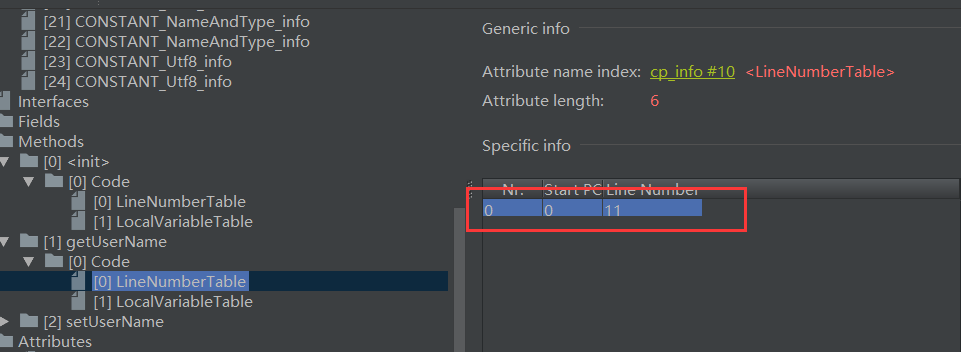 [21] CONSTANT_NameAndType_info
[22] CONSTANT_NameAndType_info
[23] CONSTANT_Utf8_info
[24] CONSTANT_Utf8_info
Interfaces
Fields
Methods
[0] <init>
[0] Code
[0] LineNumberTable
[1] LocalVariableTable
[1] getUserName
[0] Code
[0] LineNumberTable
[1] LocalVariableTable
[2] setUserName
Attributes
Generic info
Attribute name index: cp_info #10 <LineNumberTable>
Attribute length: 6
Specific info
Nr. Start PC Line Number
0 0 11